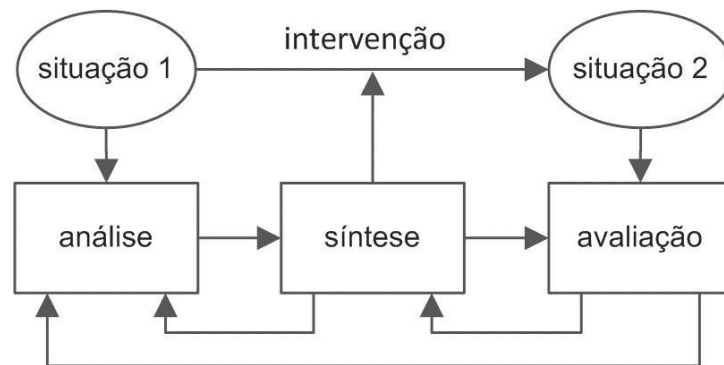 intervenção
situação 1
situação 2
análise
síntese
avaliação